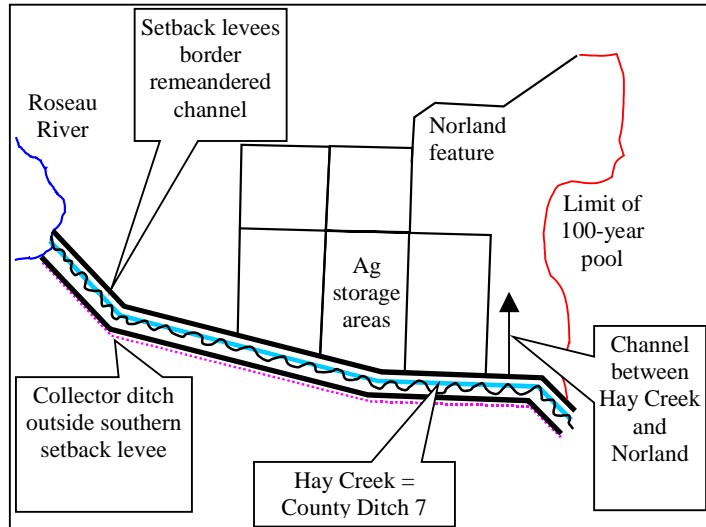 Setback levees
border
remeandered
channel
Roseau
River
Norland
feature
Limit of
100-year
pool
Ag
storage
areas
Channel
between
Hay Creek
and
Norland
Collector ditch
outside southern
setback levee
Hay Creek =
County Ditch 7